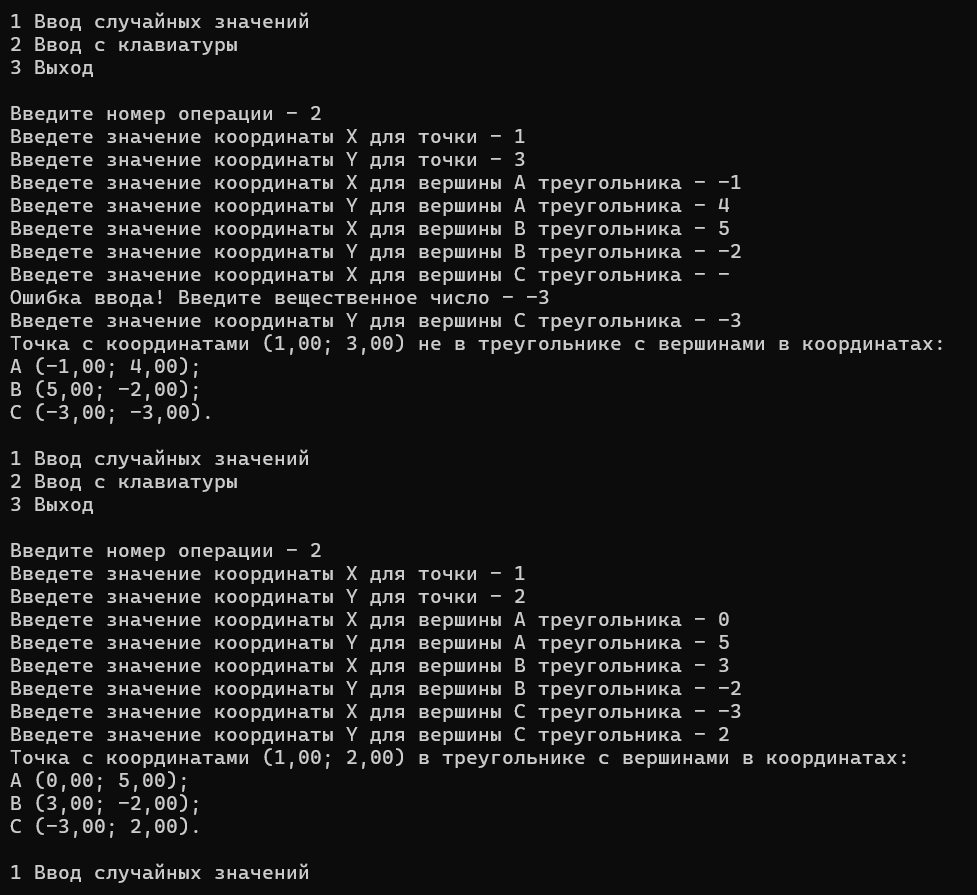 1 Ввод случайных значений
2 Ввод с клавиатуры
3 Выход
Введите номер операции - 2
Введете значение координаты X для точки - 1
Введете значение координаты Y для точки - 3
Введете значение координаты X для вершины A треугольника - -1
Введете значение координаты Y для вершины A треугольника - 4
Введете значение координаты X для вершины B треугольника - 5
Введете значение координаты Y для вершины B треугольника - -2
Введете значение координаты X для вершины C треугольника - -
Ошибка ввода! Введите вещественное число - -3
Введете значение координаты Y для вершины C треугольника - -3
Точка с координатами (1,00; 3,00) не в треугольнике с вершинами в координатах:
A (-1,00; 4,00);
B (5,00; -2,00);
C (-3,00; -3,00).
1 Ввод случайных значений
2 Ввод с клавиатуры
3 Выход
Введите номер операции - 2
Введете значение координаты X для точки - 1
Введете значение координаты Y для точки - 2
Введете значение координаты X для вершины A треугольника - 0
Введете значение координаты Y для вершины A треугольника - 5
Введете значение координаты X для вершины B треугольника - 3
Введете значение координаты Y для вершины B треугольника - -2
Введете значение координаты X для вершины C треугольника - -3
Введете значение координаты Y для вершины C треугольника - 2
Точка с координатами (1,00; 2,00) в треугольнике с вершинами в координатах:
A (0,00; 5,00);
B (3,00; -2,00);
C (-3,00; 2,00).
1 Ввод случайных значений